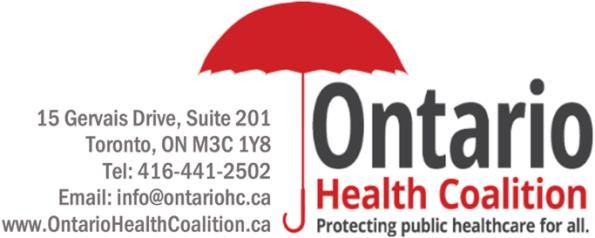 15 Gervais Drive, Suite 201
Toronto, ON M3C 1Y8
Tel: 416-441-2502
Email: info@ontariohc.ca
www.OntarioHealthCoalition.ca
Ontario
Health Coalition
Protecting public healthcare for all.